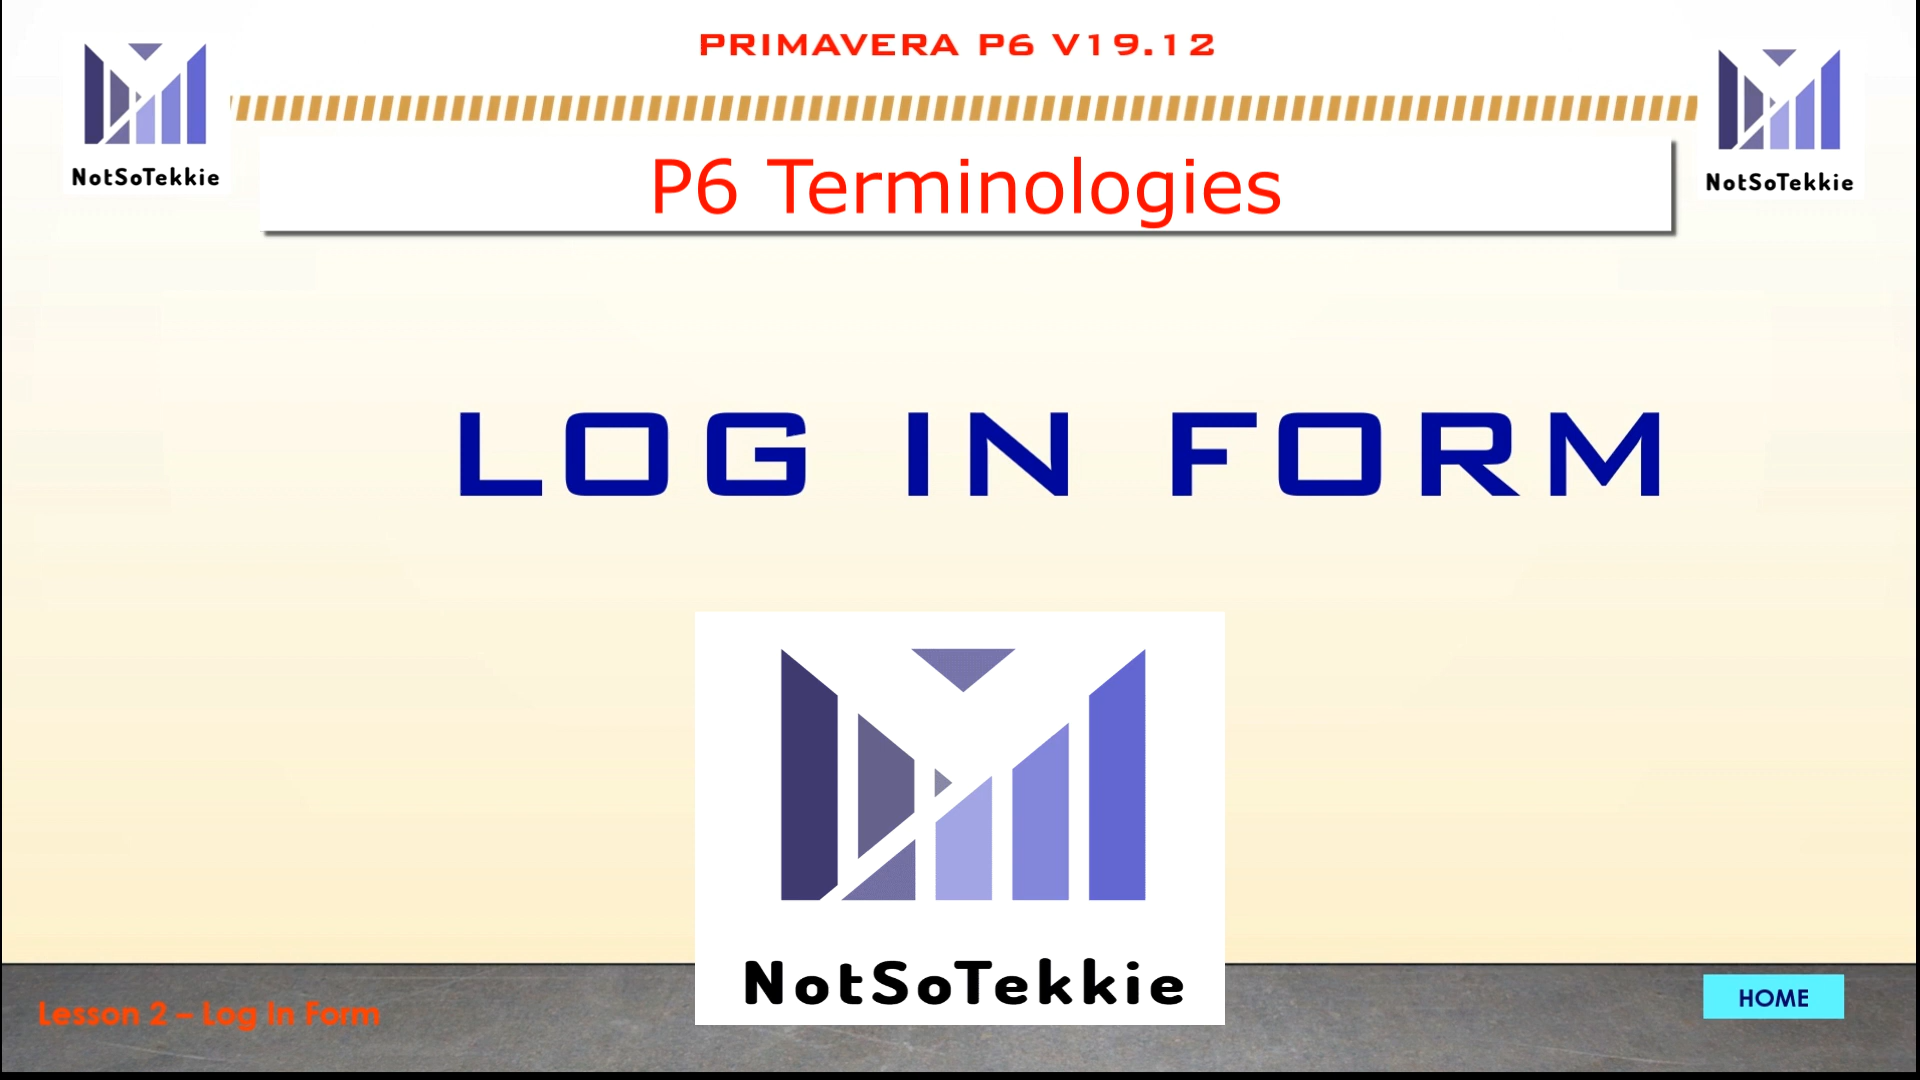 PRIMAVERA P6 V19.12
NotSoTekkie
NotSoTekkie
P6 Terminologies
LOG IN FORM
NotSoTekkie
Lesson 2 – Log In Form
HOME